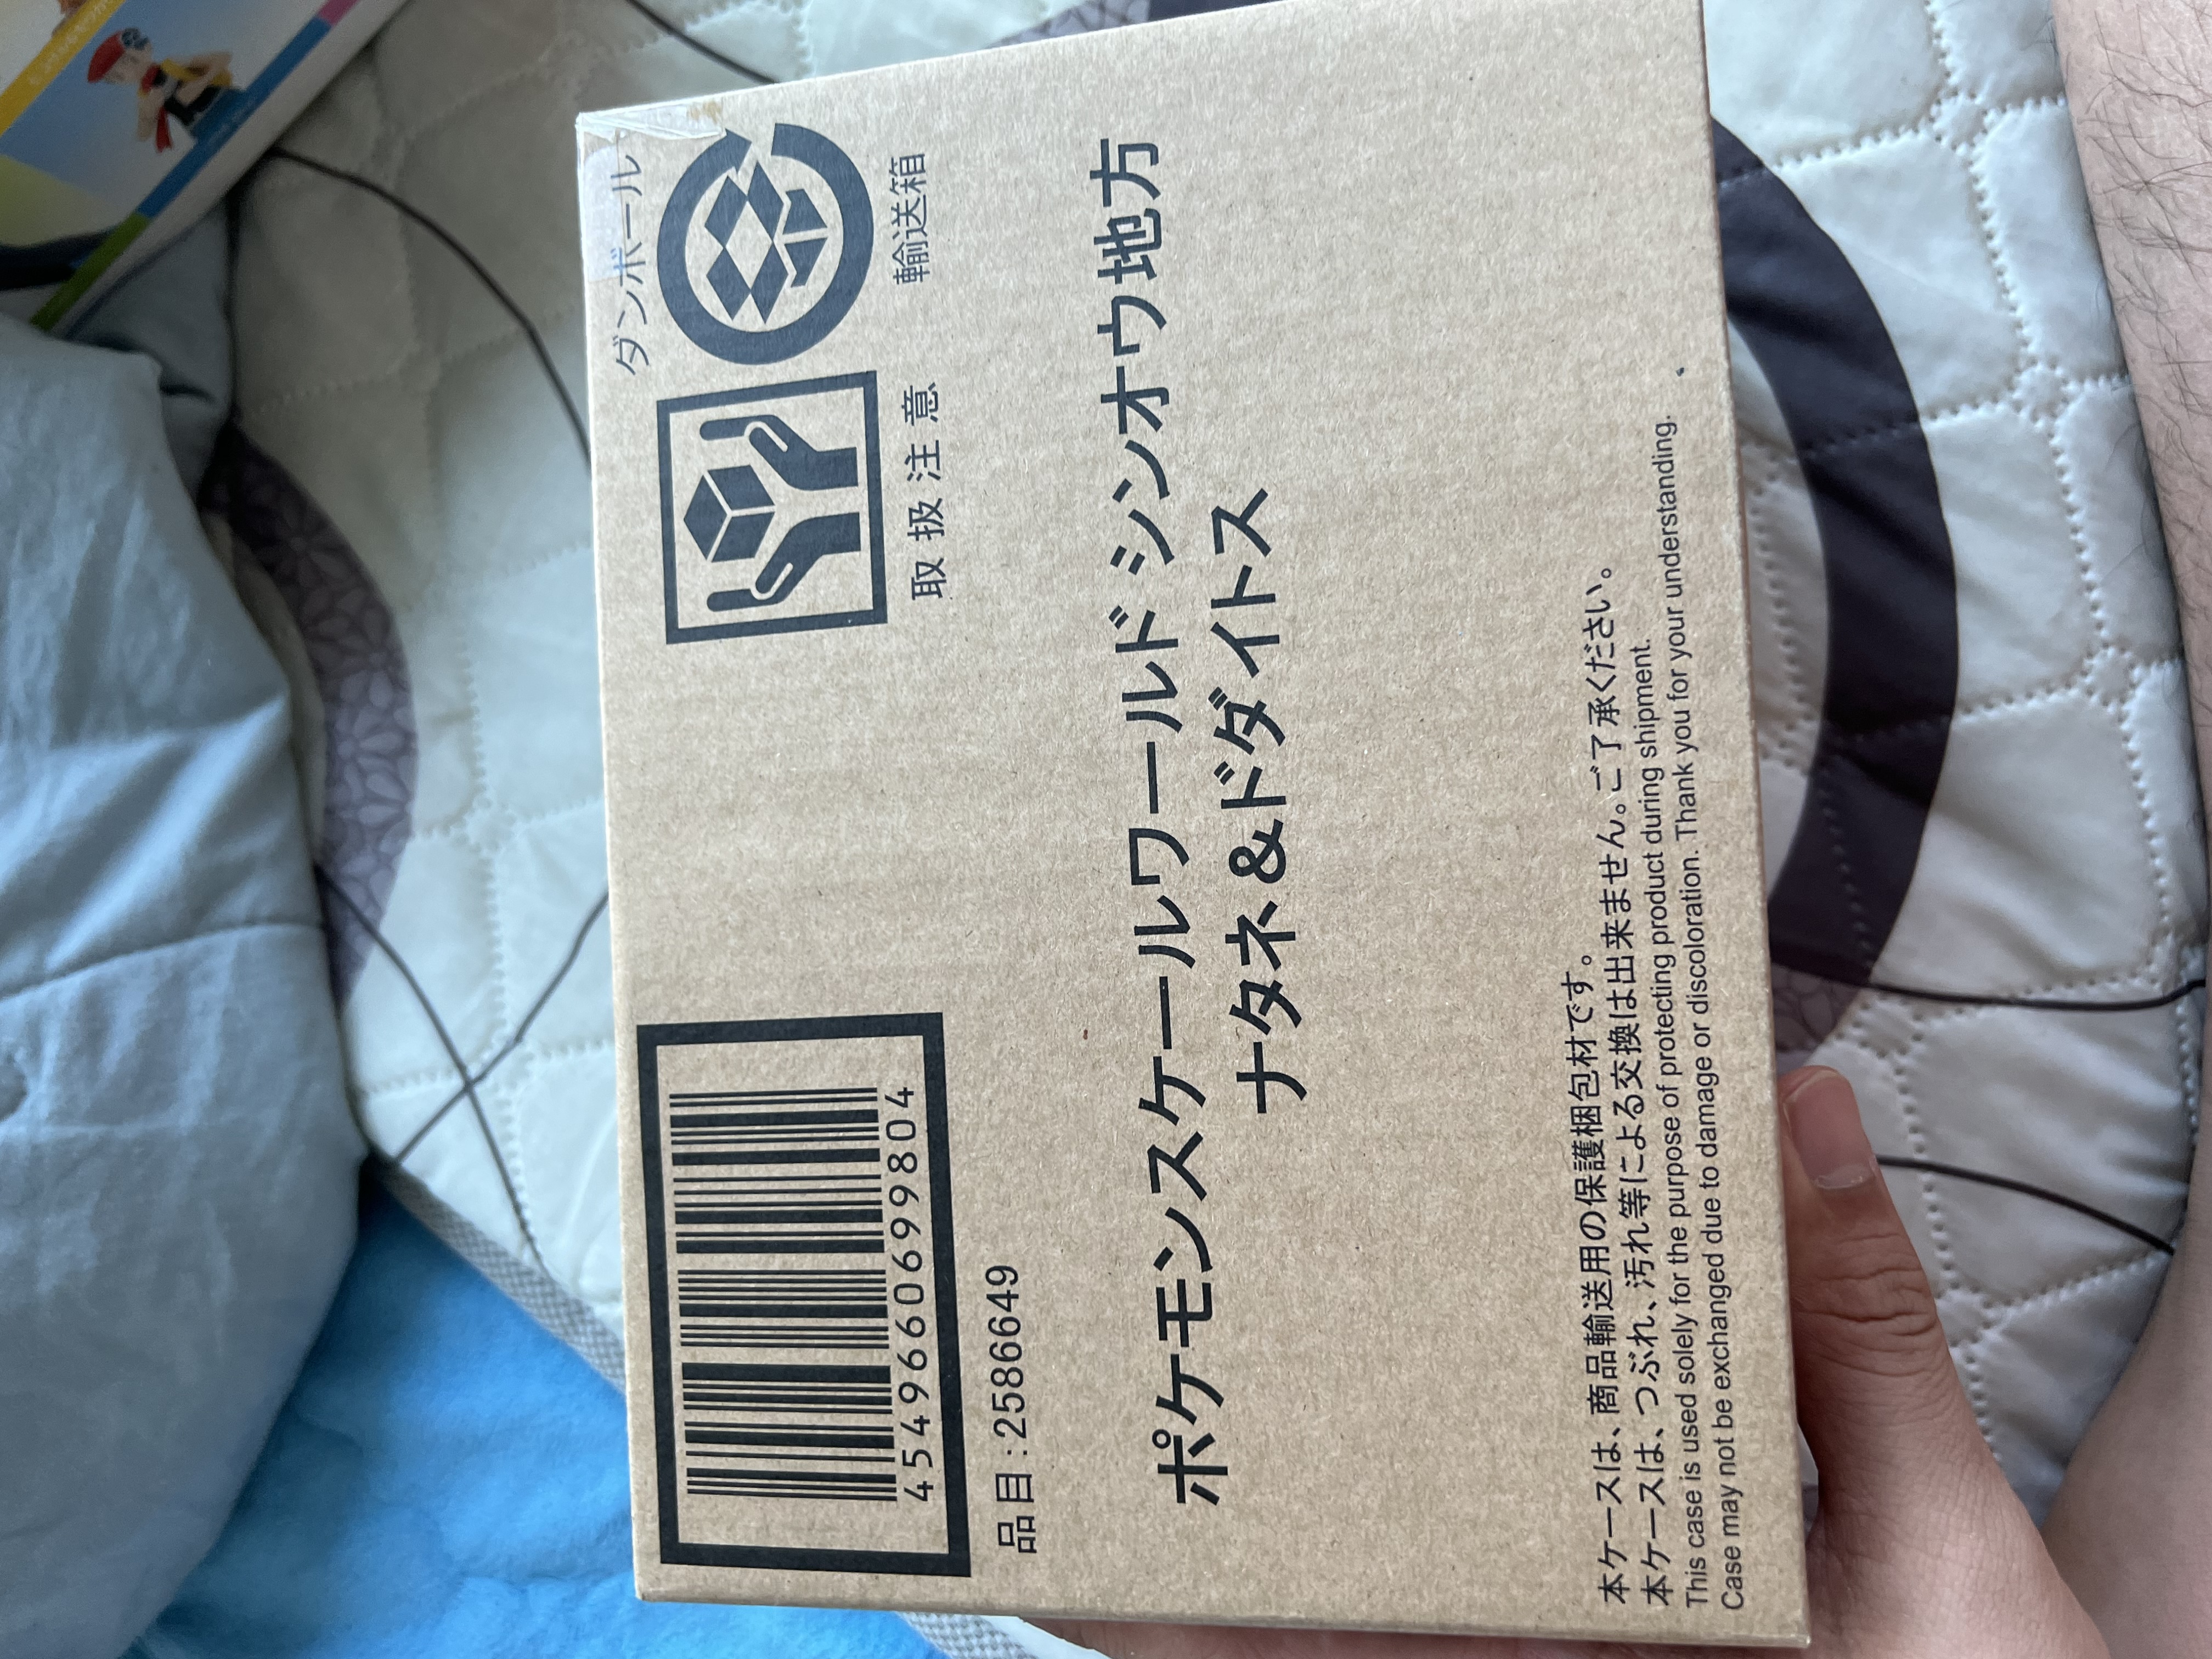 ダンボール
輸送箱
取扱注意
4549660699804
品目:2586649
ポケモンスケールワールド シンオウ地方
ナタネ&ドダイトス
本ケースは、商品輸送用の保護梱包材です。
本ケースは、つぶれ、汚れ等による交換は出来ません。ご了承ください。
This case is used solely for the purpose of protecting product during shipment.
Case may not be exchanged due to damage or discoloration. Thank you for your understanding.